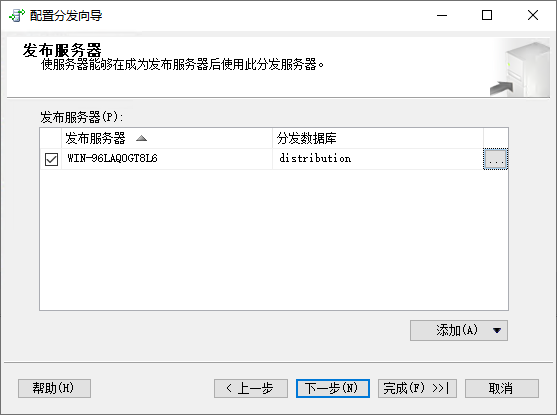 配置分发向导
发布服务器
使服务器能够在成为发布服务器后使用此分发服务器。
发布服务器(P):
发布服务器 分发数据库
WIN-96LAQOGT8L6 distribution ...
添加(A)
帮助(H) < 上一步 下一步(N) 完成(F) >>| 取消